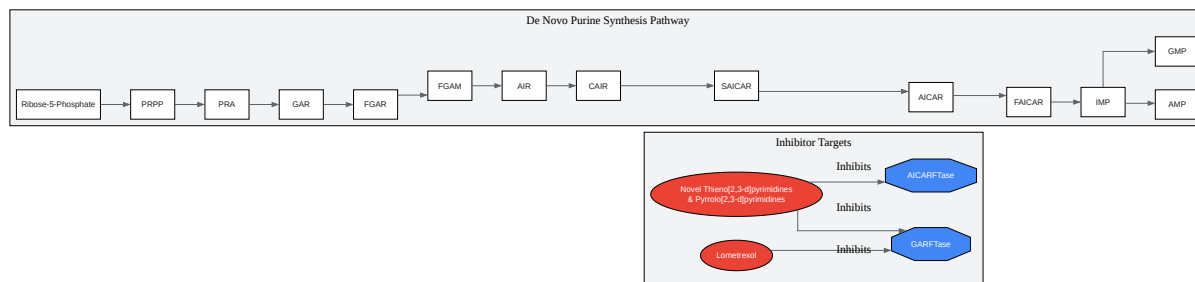 De Novo Purine Synthesis Pathway
Ribose-5-Phosphate
PRPP
PRA
GAR
FGAR
FGAM
AIR
CAIR
SAICAR
AICAR
FAICAR
IMP
GMP
AMP
Inhibitor Targets
Novel Thieno[2,3-d]pyrimidines
& Pyrrolo[2,3-d]pyrimidines
Inhibits
AICARFTase
Inhibits
GARFTase
Lometrexol
Inhibits